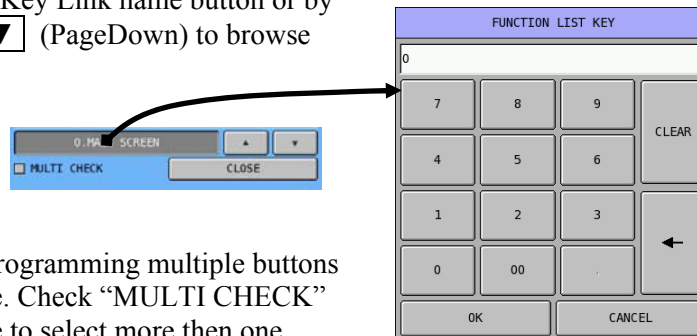 Key Link name button or by
▼ (PageDown) to browse
FUNCTION LIST KEY
0
7 8 9
CLEAR
4 5 6
1 2 3
←
0 00 .
OK CANCEL
SCREEN
▲ ▼
MULTI CHECK CLOSE
rogramming multiple buttons
e. Check “MULTI CHECK”
e to select more then one